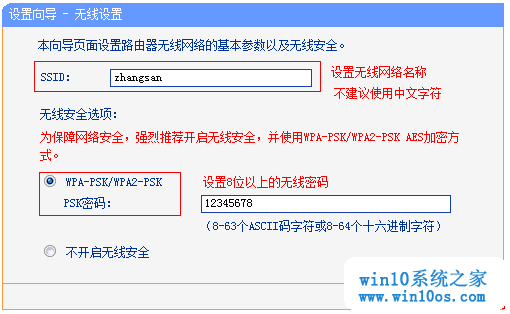 设置向导 - 无线设置
本向导页面设置路由器无线网络的基本参数以及无线安全。
SSID: zhangsan 设置无线网络名称
不建议使用中文字符
无线安全选项:
为保障网络安全，强烈推荐开启无线安全，并使用WPA-PSK/WPA2-PSK AES加密方
式。
WPA-PSK/WPA2-PSK 设置8位以上的无线密码
PSK密码: 12345678
（8-63个ASCII码字符或8-64个十六进制字符）
不开启无线安全
win10系统之家
www.win10os.com